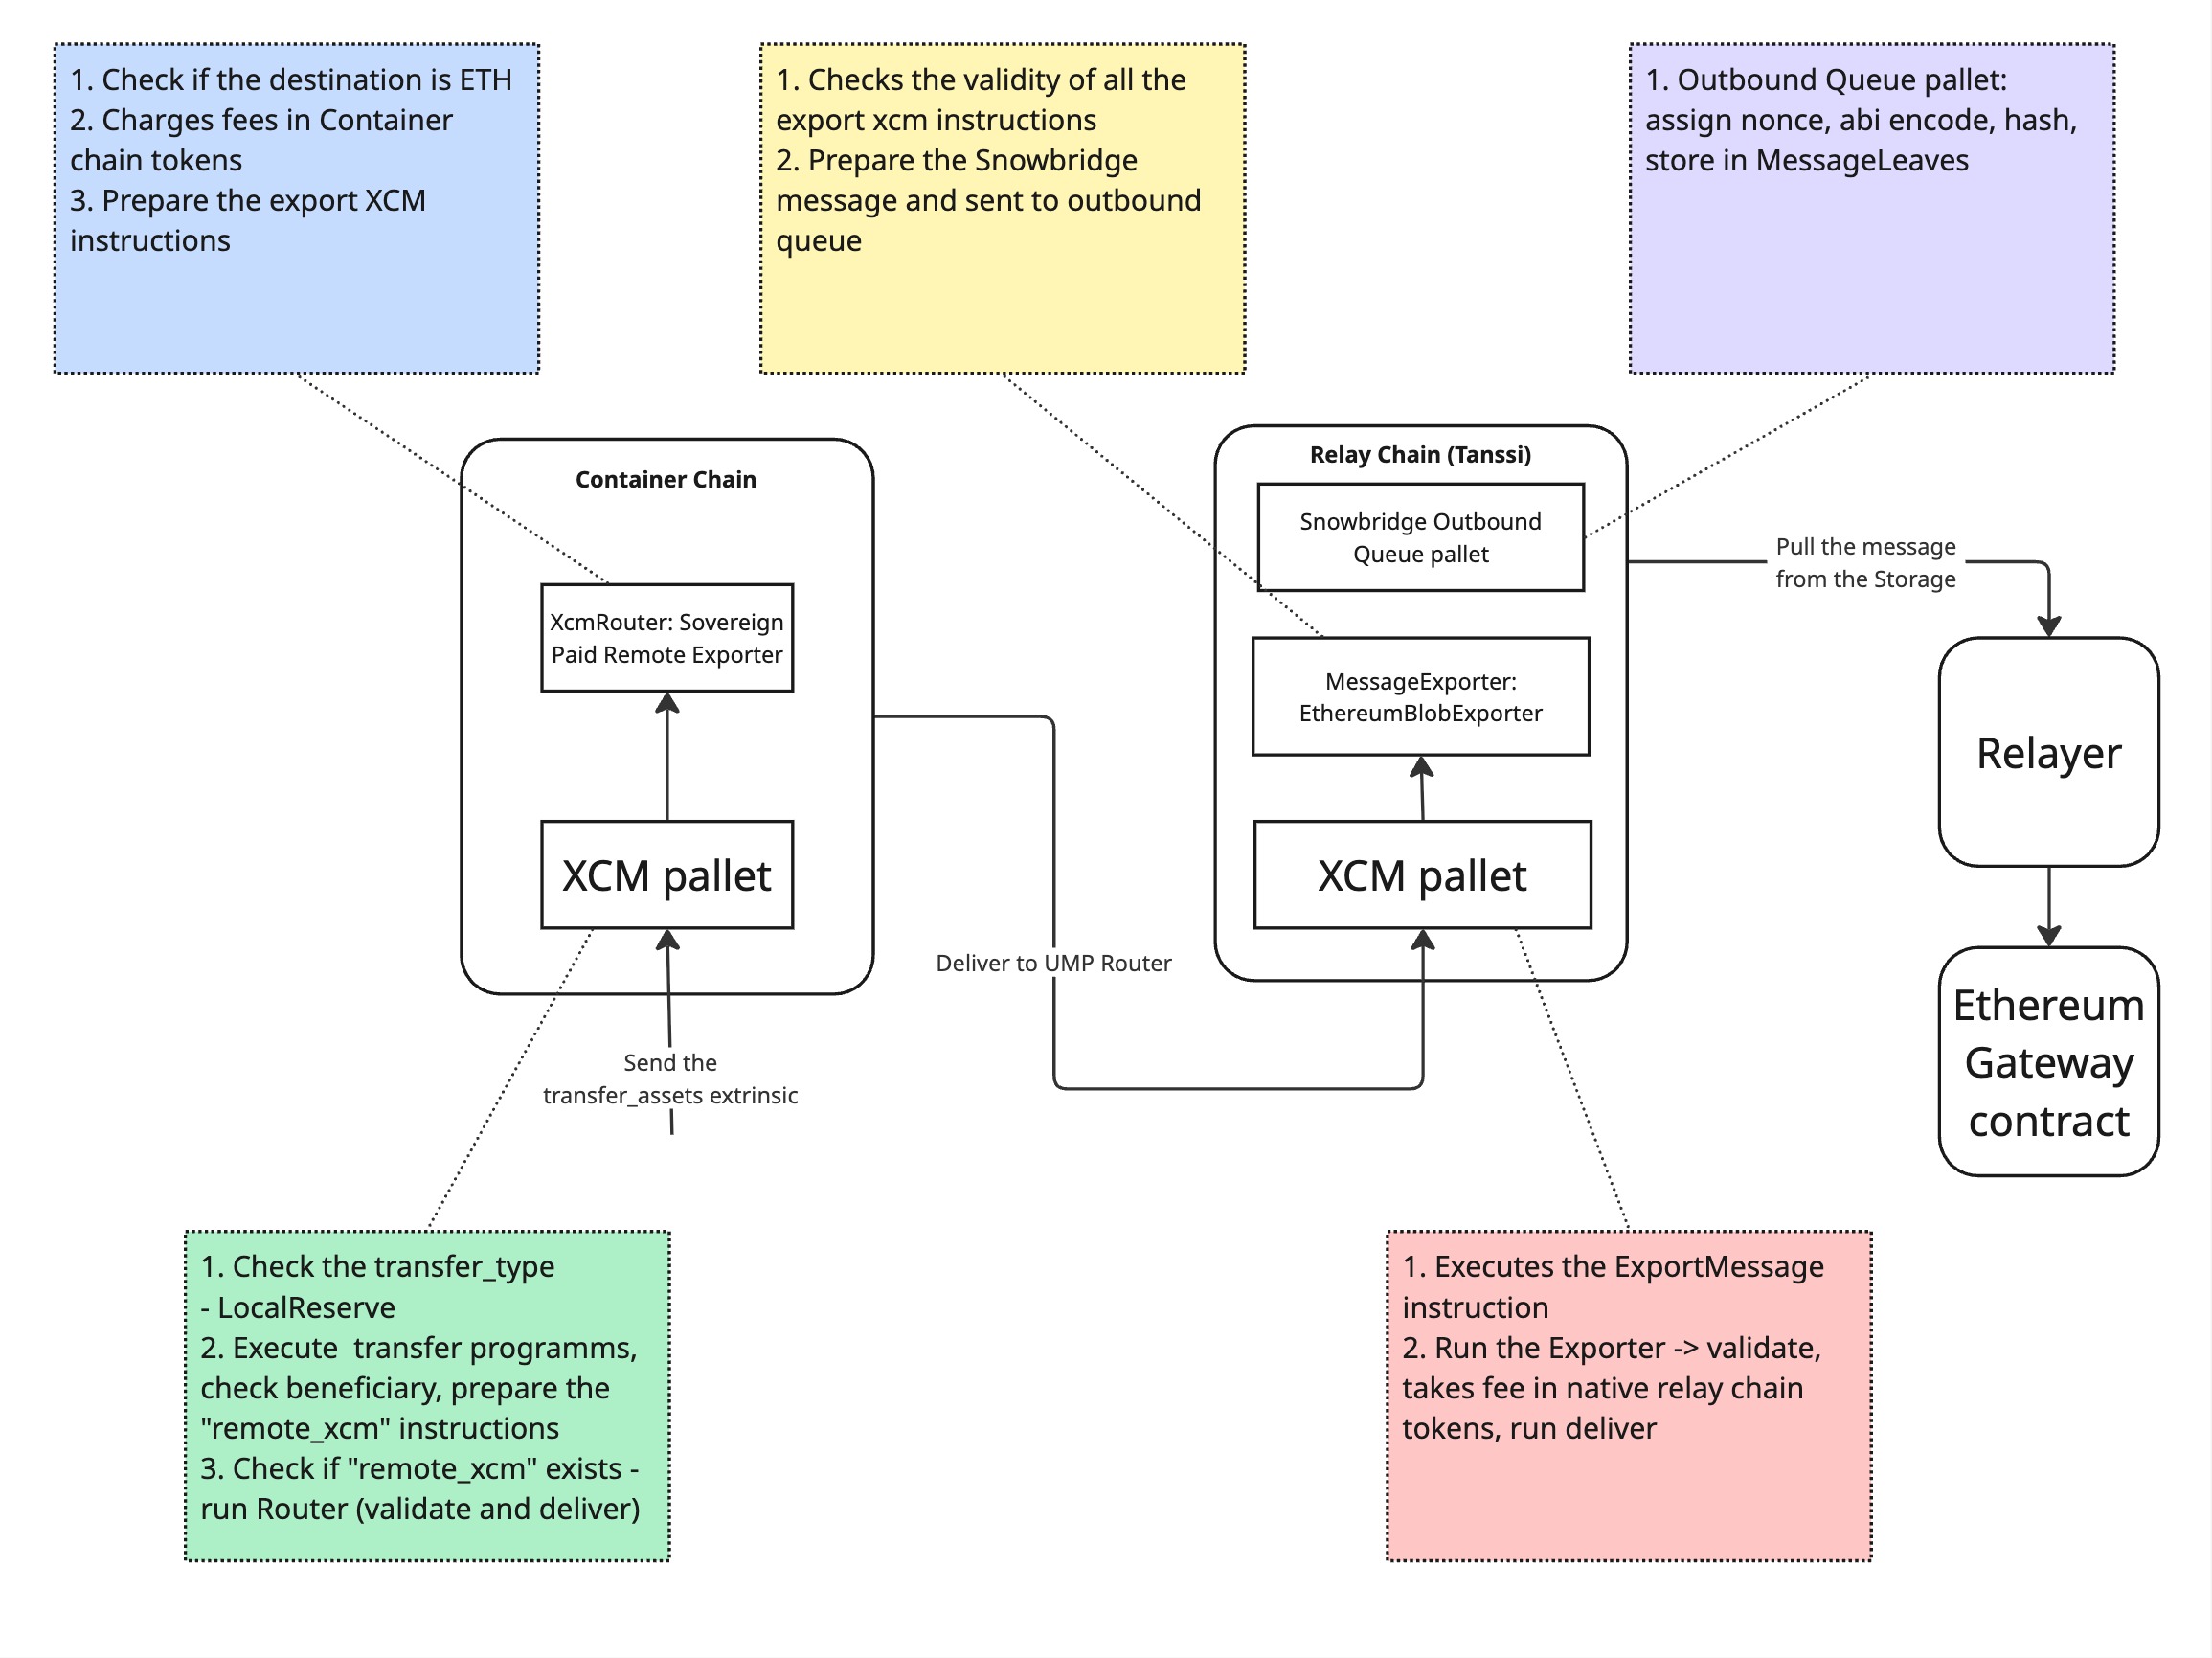 1. Check if the destination is ETH
2. Charges fees in Container
chain tokens
3. Prepare the export XCM
instructions
1. Checks the validity of all the
export xcm instructions
2. Prepare the Snowbridge
message and sent to outbound
queue
1. Outbound Queue pallet:
assign nonce, abi encode, hash,
store in MessageLeaves
Container Chain
XcmRouter: Sovereign
Paid Remote Exporter
XCM pallet
Send the
transfer_assets extrinsic
Deliver to UMP Router
Relay Chain (Tanssi)
Snowbridge Outbound
Queue pallet
MessageExporter:
EthereumBlobExporter
XCM pallet
Pull the message
from the Storage
Relayer
Ethereum
Gateway
contract
1. Check the transfer_type
- LocalReserve
2. Execute  transfer programms,
check beneficiary, prepare the
"remote_xcm" instructions
3. Check if "remote_xcm" exists -
run Router (validate and deliver)
1. Executes the ExportMessage
instruction
2. Run the Exporter -> validate,
takes fee in native relay chain
tokens, run deliver